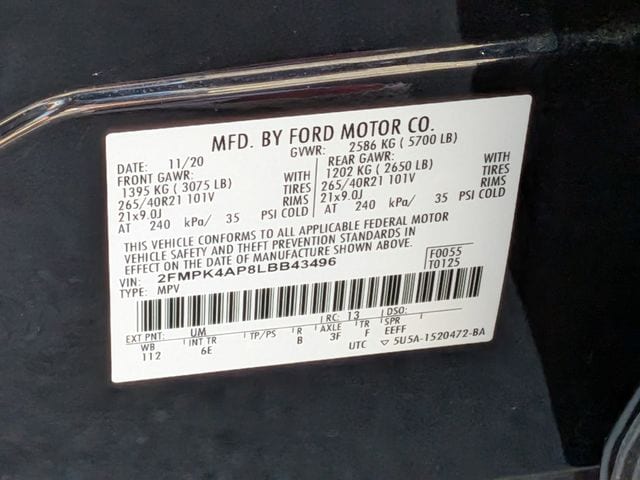 MFD. BY FORD MOTOR CO.
DATE: 11/20 GVWR: 2586 KG ( 5700 LB)
FRONT GAWR: REAR GAWR:
1395 KG ( 3075 LB) WITH 1202 KG ( 2650 LB) WITH
265/40R21 101V TIRES 265/40R21 101V TIRES
21x9.0J RIMS 21x9.0J RIMS
AT 240 kPa/ 35 PSI COLD AT 240 kPa/ 35 PSI COLD
THIS VEHICLE CONFORMS TO ALL APPLICABLE FEDERAL MOTOR
VEHICLE SAFETY AND THEFT PREVENTION STANDARDS IN
EFFECT ON THE DATE OF MANUFACTURE SHOWN ABOVE.
VIN: 2FMPK4AP8LBB43496 F0055
TYPE: MPV T0125
EXT PNT: UM RC: 13 DSO:
WB INT TR TP/PS R AXLE TR SPR
112 6E B 3F F EEFF
UTC ▽ 5U5A-1520472-BA